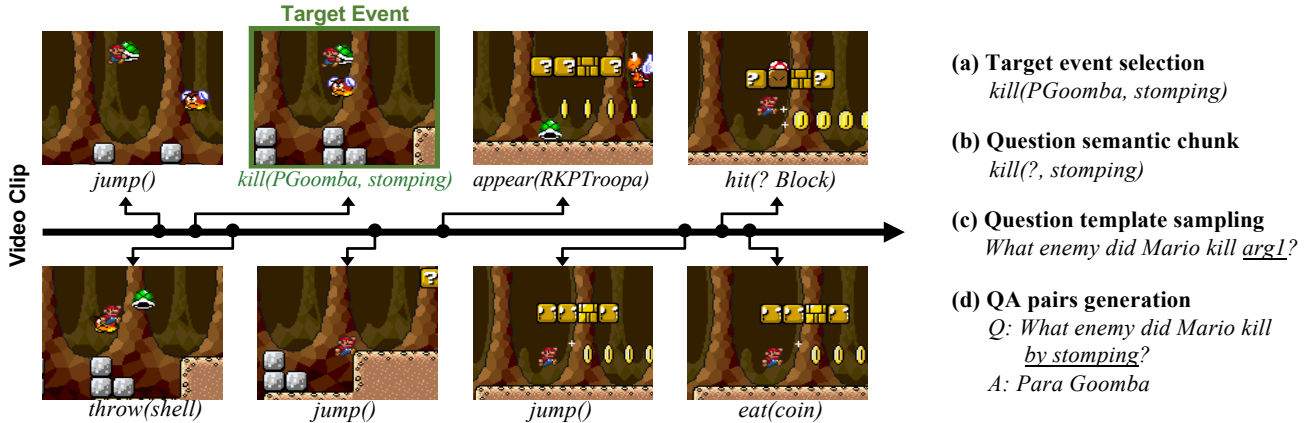 Target Event
Video Clip
jump()
kill(PGoomba, stomping)
appear(RKPTroopa)
hit(? Block)
throw(shell)
jump()
jump()
eat(coin)
(a) Target event selection
kill(PGoomba, stomping)
(b) Question semantic chunk
kill(?, stomping)
(c) Question template sampling
What enemy did Mario kill arg1?
(d) QA pairs generation
Q: What enemy did Mario kill
by stomping?
A: Para Goomba